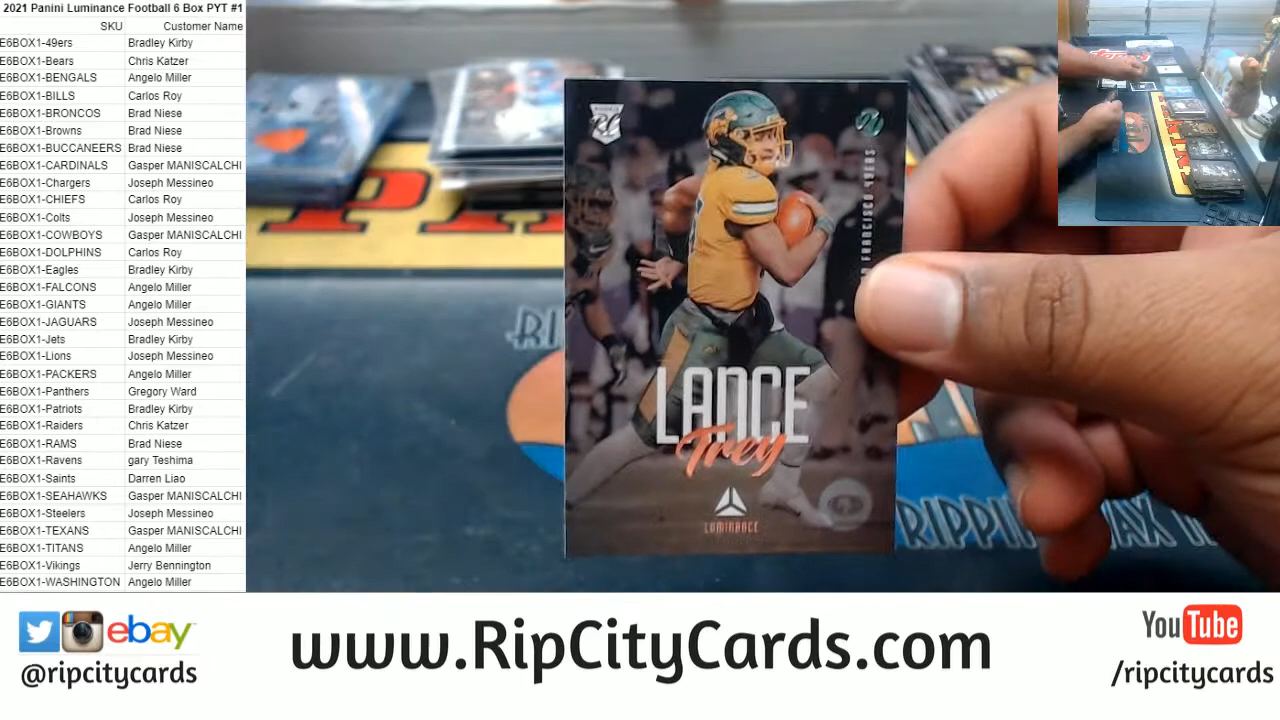 2021 Panini Luminance Football 6 Box PYT #1
SKU Customer Name
E6BOX1-49ers Bradley Kirby
E6BOX1-Bears Chris Katzer
E6BOX1-BENGALS Angelo Miller
E6BOX1-BILLS Carlos Roy
E6BOX1-BRONCOS Brad Niese
E6BOX1-Browns Brad Niese
E6BOX1-BUCCANEERS Brad Niese
E6BOX1-CARDINALS Gasper MANISCALCHI
E6BOX1-Chargers Joseph Messineo
E6BOX1-CHIEFS Carlos Roy
E6BOX1-Colts Joseph Messineo
E6BOX1-COWBOYS Gasper MANISCALCHI
E6BOX1-DOLPHINS Carlos Roy
E6BOX1-Eagles Bradley Kirby
E6BOX1-FALCONS Angelo Miller
E6BOX1-GIANTS Angelo Miller
E6BOX1-JAGUARS Joseph Messineo
E6BOX1-Jets Bradley Kirby
E6BOX1-Lions Joseph Messineo
E6BOX1-PACKERS Angelo Miller
E6BOX1-Panthers Gregory Ward
E6BOX1-Patriots Bradley Kirby
E6BOX1-Raiders Chris Katzer
E6BOX1-RAMS Brad Niese
E6BOX1-Ravens gary Teshima
E6BOX1-Saints Darren Liao
E6BOX1-SEAHAWKS Gasper MANISCALCHI
E6BOX1-Steelers Joseph Messineo
E6BOX1-TEXANS Gasper MANISCALCHI
E6BOX1-TITANS Angelo Miller
E6BOX1-Vikings Jerry Bennington
E6BOX1-WASHINGTON Angelo Miller
RC
FRANCISCO 49ERS
LANCE
Trey
LUMINANCE
RIPPIN
ebay
@ripcitycards
www.RipCityCards.com
YouTube
/ripcitycards